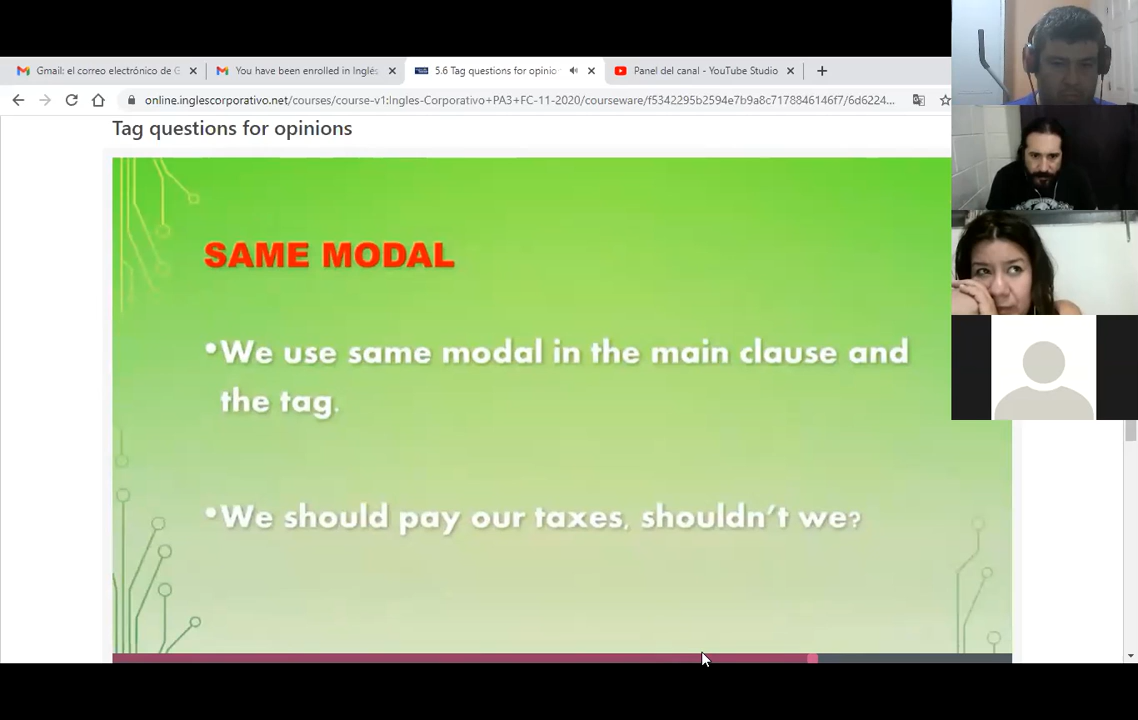 Gmail: el correo electrónico de G
You have been enrolled in Inglés
5.6 Tag questions for opinio
Panel del canal - YouTube Studio
online.inglescorporativo.net/courses/course-v1:Ingles-Corporativo+PA3+FC-11-2020/courseware/f5342295b2594e7b9a8c7178846146f7/6d6224...
Tag questions for opinions
SAME MODAL
•We use same modal in the main clause and
the tag.
•We should pay our taxes, shouldn't we?